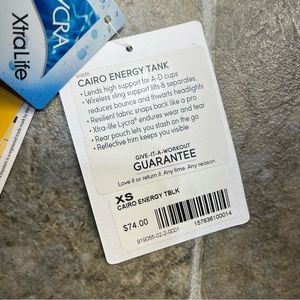 LYCRA
XtraLife
CAIRO ENERGY TANK
• Lends high support for A-D cups
• Wireless sling support lifts & separates,
reduces bounce and thwarts headlights
• Resilient fabric snaps back like a pro
• Xtra-life Lycra® endures wear and tear
• Rear pouch lets you stash on the go
• Reflective trim keeps you visible
GIVE-IT-A-WORKOUT
GUARANTEE
Love it or return it. Any time. Any reason.
XS
CAIRO ENERGY TBLK
$74.00
919055-02-2-0001
157638100014